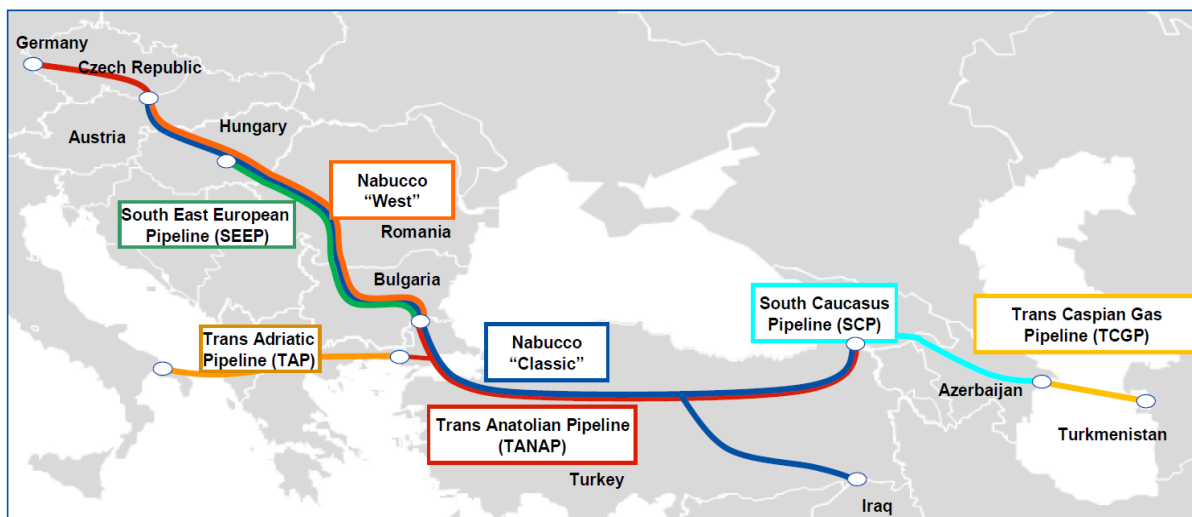 Germany
Czech Republic
Austria
Hungary
Nabucco
“West”
South East European
Pipeline (SEEP)
Romania
Bulgaria
South Caucasus
Pipeline (SCP)
Trans Caspian Gas
Pipeline (TCGP)
Trans Adriatic
Pipeline (TAP)
Nabucco
“Classic”
Azerbaijan
Trans Anatolian Pipeline
(TANAP)
Turkmenistan
Turkey
Iraq